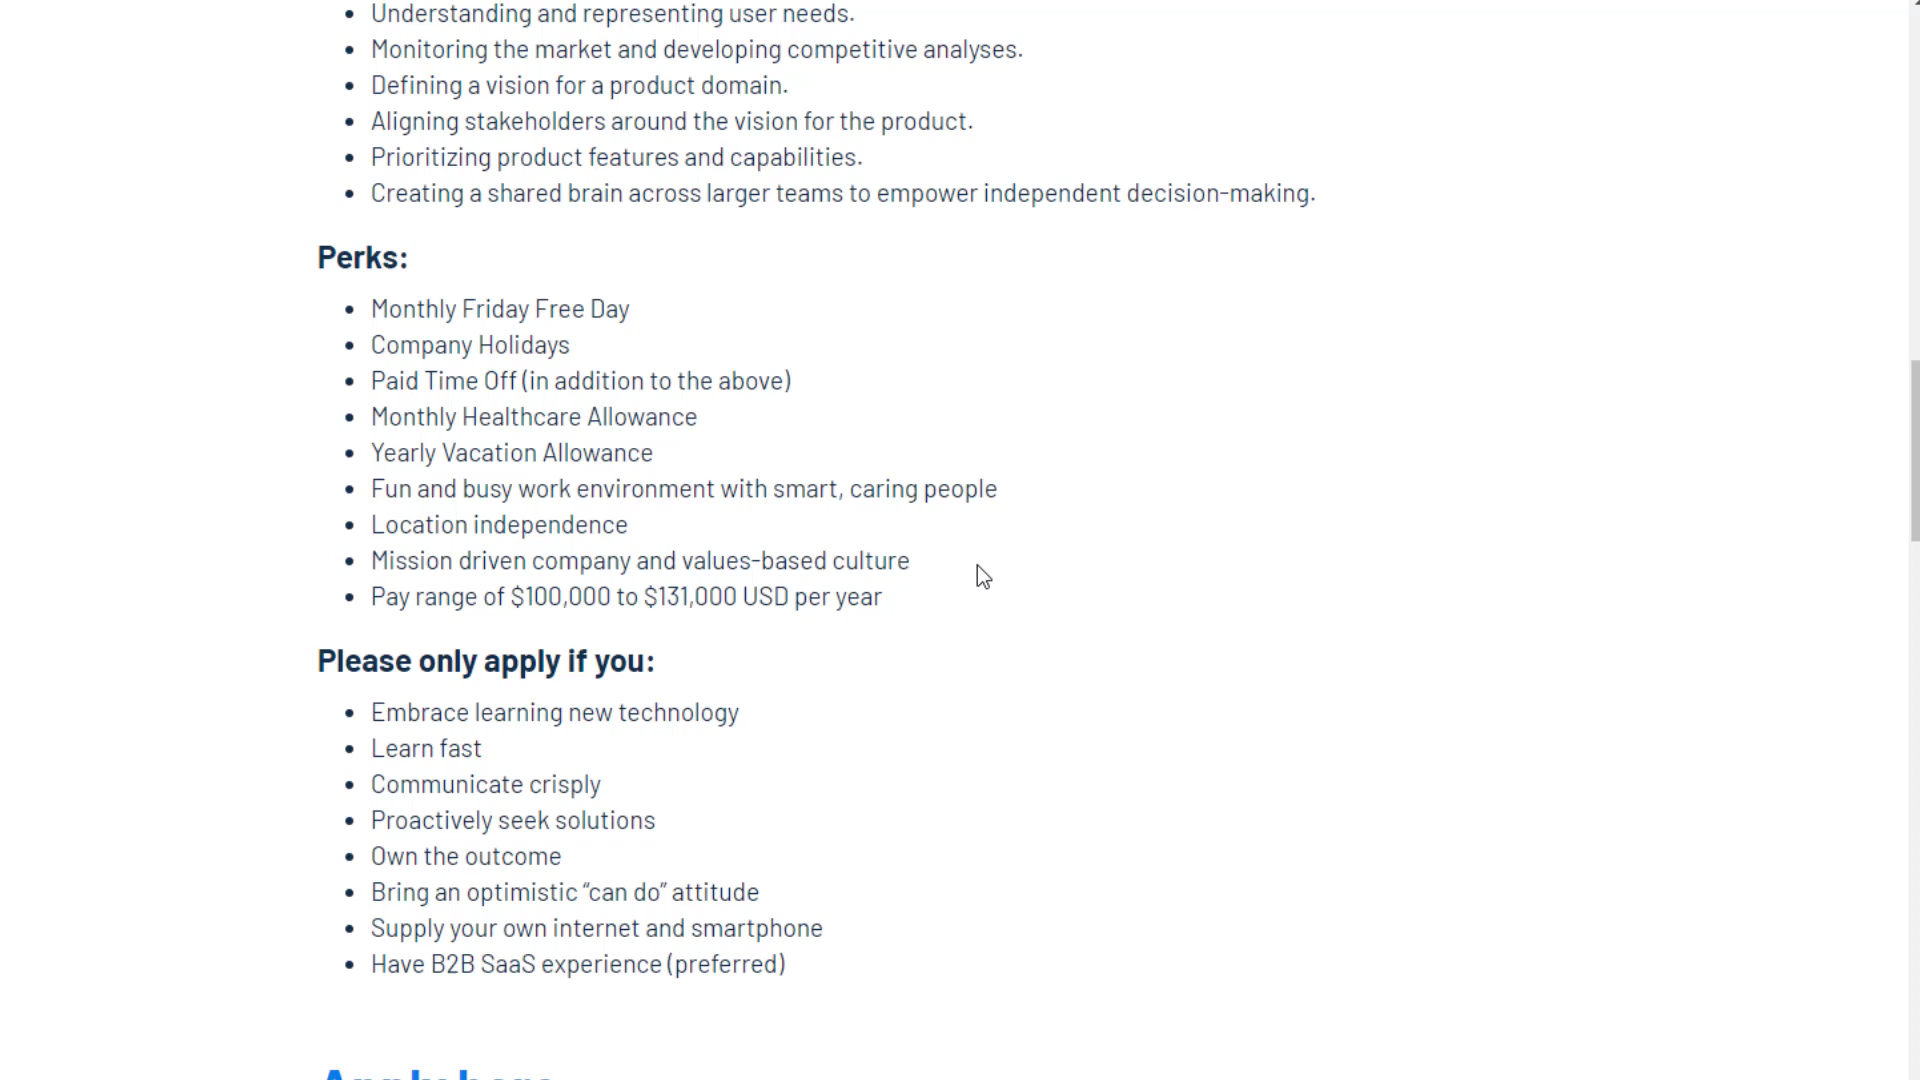 Understanding and representing user needs.
Monitoring the market and developing competitive analyses.
Defining a vision for a product domain.
Aligning stakeholders around the vision for the product.
Prioritizing product features and capabilities.
Creating a shared brain across larger teams to empower independent decision-making.
Perks:
Monthly Friday Free Day
Company Holidays
Paid Time Off (in addition to the above)
Monthly Healthcare Allowance
Yearly Vacation Allowance
Fun and busy work environment with smart, caring people
Location independence
Mission driven company and values-based culture
Pay range of $100,000 to $131,000 USD per year
Please only apply if you:
Embrace learning new technology
Learn fast
Communicate crisply
Proactively seek solutions
Own the outcome
Bring an optimistic “can do” attitude
Supply your own internet and smartphone
Have B2B SaaS experience (preferred)